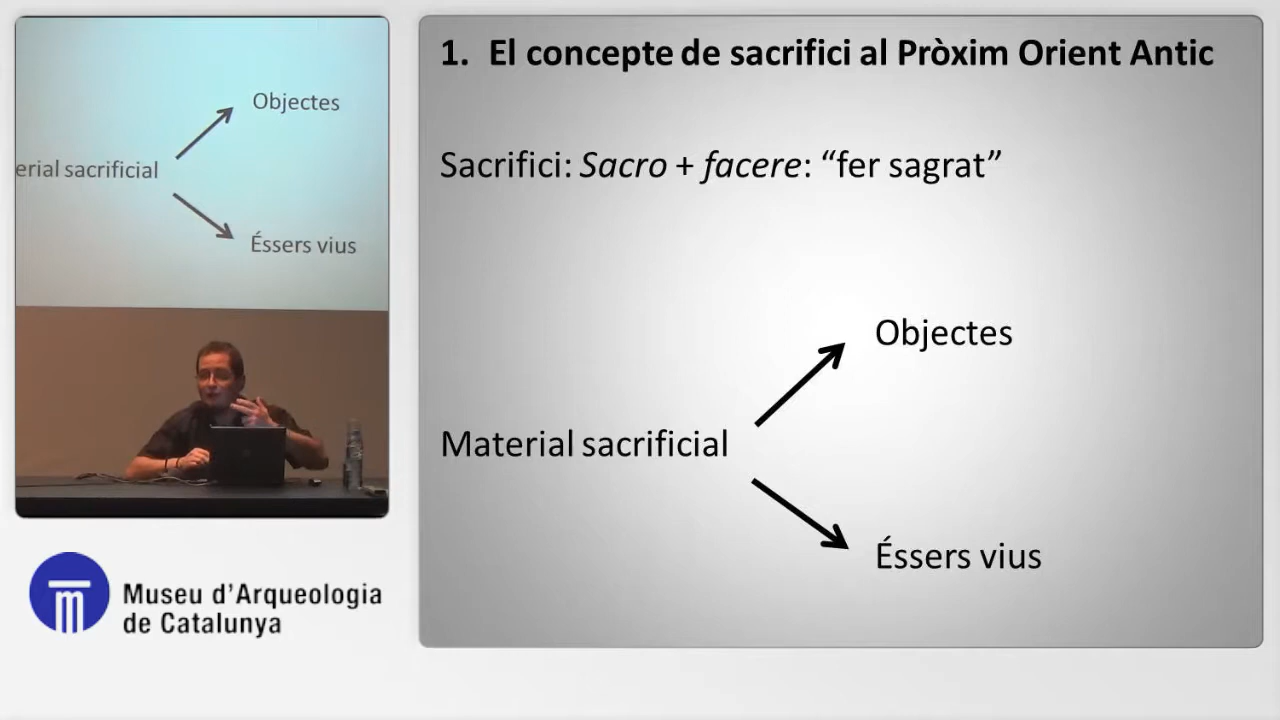 Objectes
erial sacrificial
Éssers vius
Museu d'Arqueologia
de Catalunya
1. El concepte de sacrifici al Pròxim Orient Antic
Sacrifici: Sacro + facere: “fer sagrat”
Objectes
Material sacrificial
Éssers vius